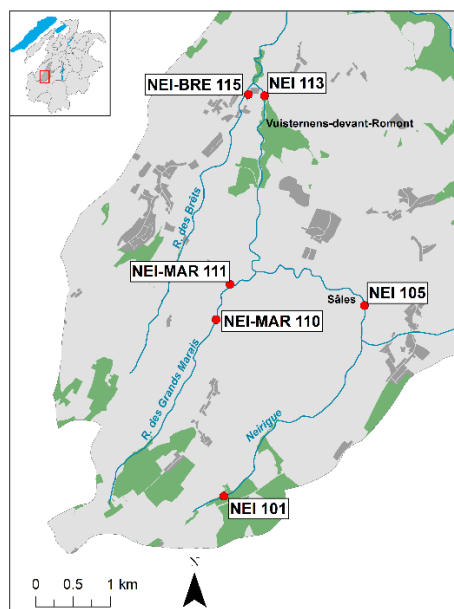 NEI-BRE 115
NEI 113
Vuisternens-devant-Romont
R. des Brêts
NEI-MAR 111
Sâles
NEI 105
NEI-MAR 110
R. des Grands Marais
Neirigue
NEI 101
N
0 0.5 1 km